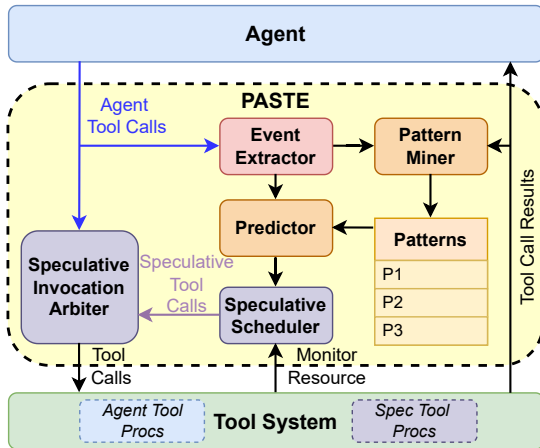 Agent
PASTE
Agent
Tool Calls
Event
Extractor
Pattern
Miner
Predictor
Patterns
P1
P2
P3
Speculative
Invocation
Arbiter
Speculative
Tool
Calls
Speculative
Scheduler
Tool Call Results
Tool
Calls
Monitor
Resource
Agent Tool
Procs
Tool System
Spec Tool
Procs